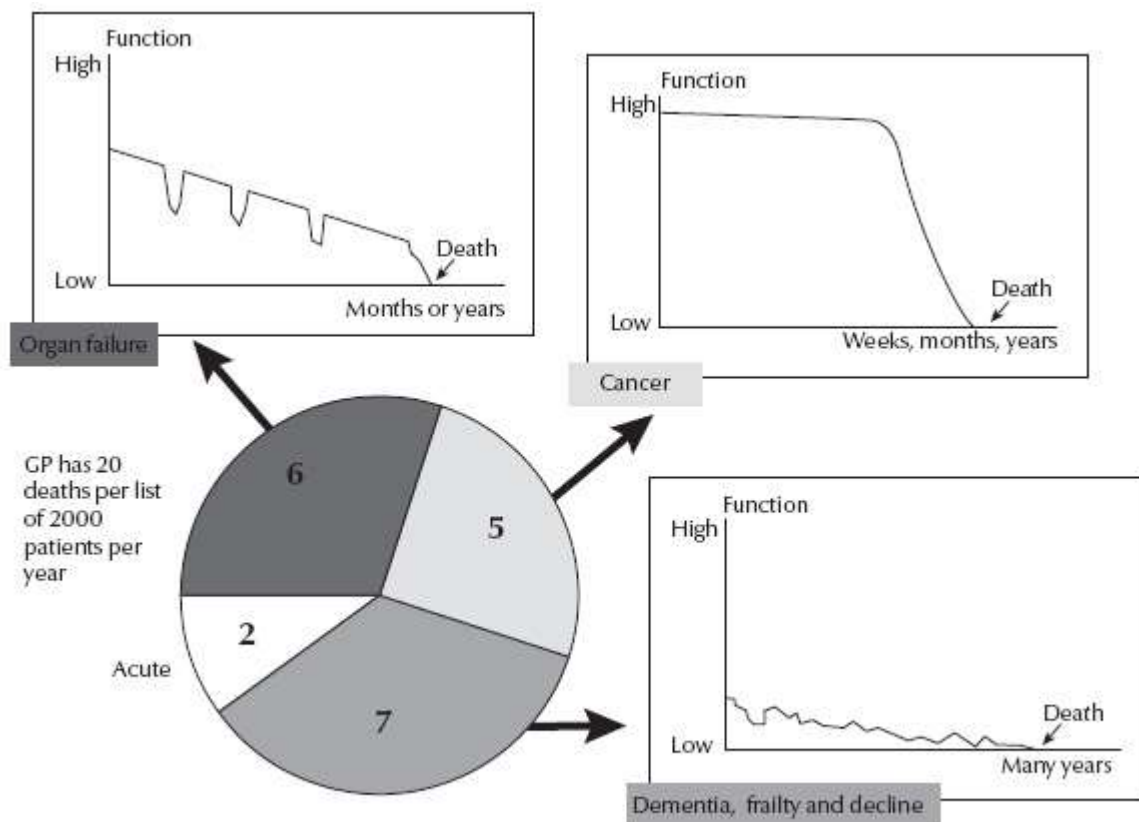 Function
High
Low
Death
Months or years
Organ failure
Function
High
Low
Death
Weeks, months, years
Cancer
GP has 20
deaths per list
of 2000
patients per
year
6
5
2
7
Acute
Function
High
Low
Death
Many years
Dementia, frailty and decline